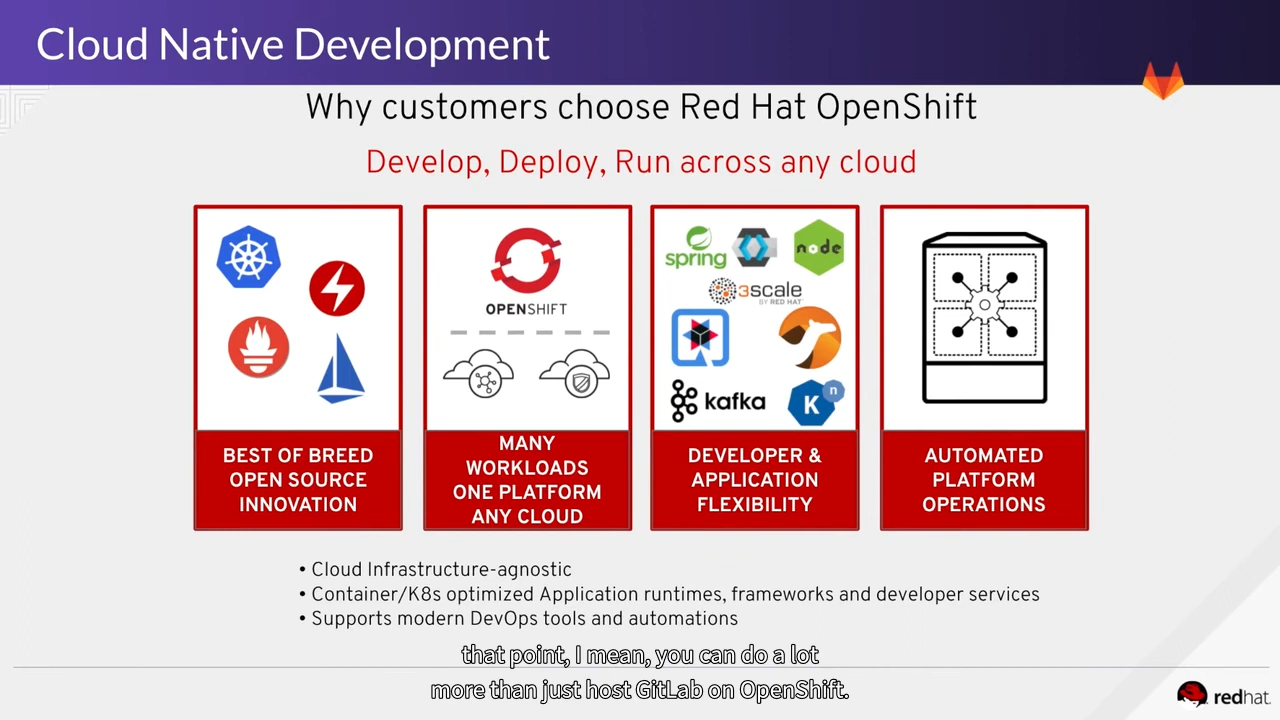 Cloud Native Development
Why customers choose Red Hat OpenShift
Develop, Deploy, Run across any cloud
OPENSHIFT
spring
node
3scale
BY RED HAT
kafka
K
n
BEST OF BREED
OPEN SOURCE
INNOVATION
MANY
WORKLOADS
ONE PLATFORM
ANY CLOUD
DEVELOPER &
APPLICATION
FLEXIBILITY
AUTOMATED
PLATFORM
OPERATIONS
• Cloud Infrastructure-agnostic
• Container/K8s optimized Application runtimes, frameworks and developer services
• Supports modern DevOps tools and automations
that point, I mean, you can do a lot
more than just host GitLab on OpenShift.
redhat.